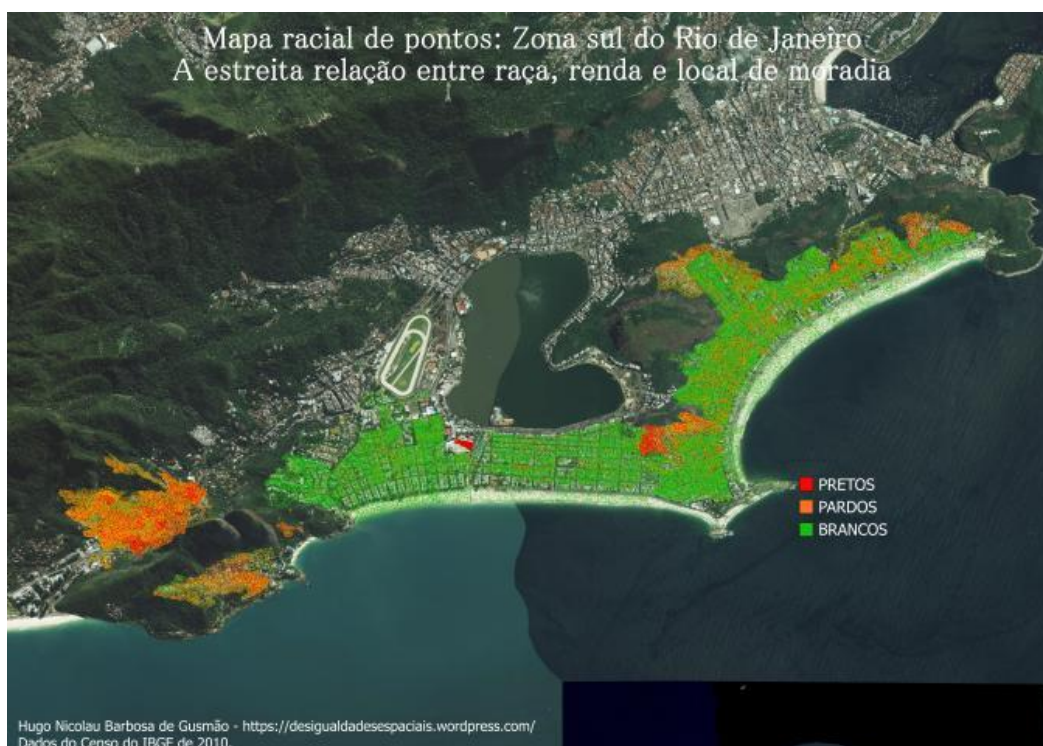 Mapa racial de pontos: Zona sul do Rio de Janeiro
A estreita relação entre raça, renda e local de moradia
PRETOS
PARDOS
BRANCOS
Hugo Nicolau Barbosa de Gusmão - https://desigualdadesespaciais.wordpress.com/
Dados do Censo do IBGE de 2010.